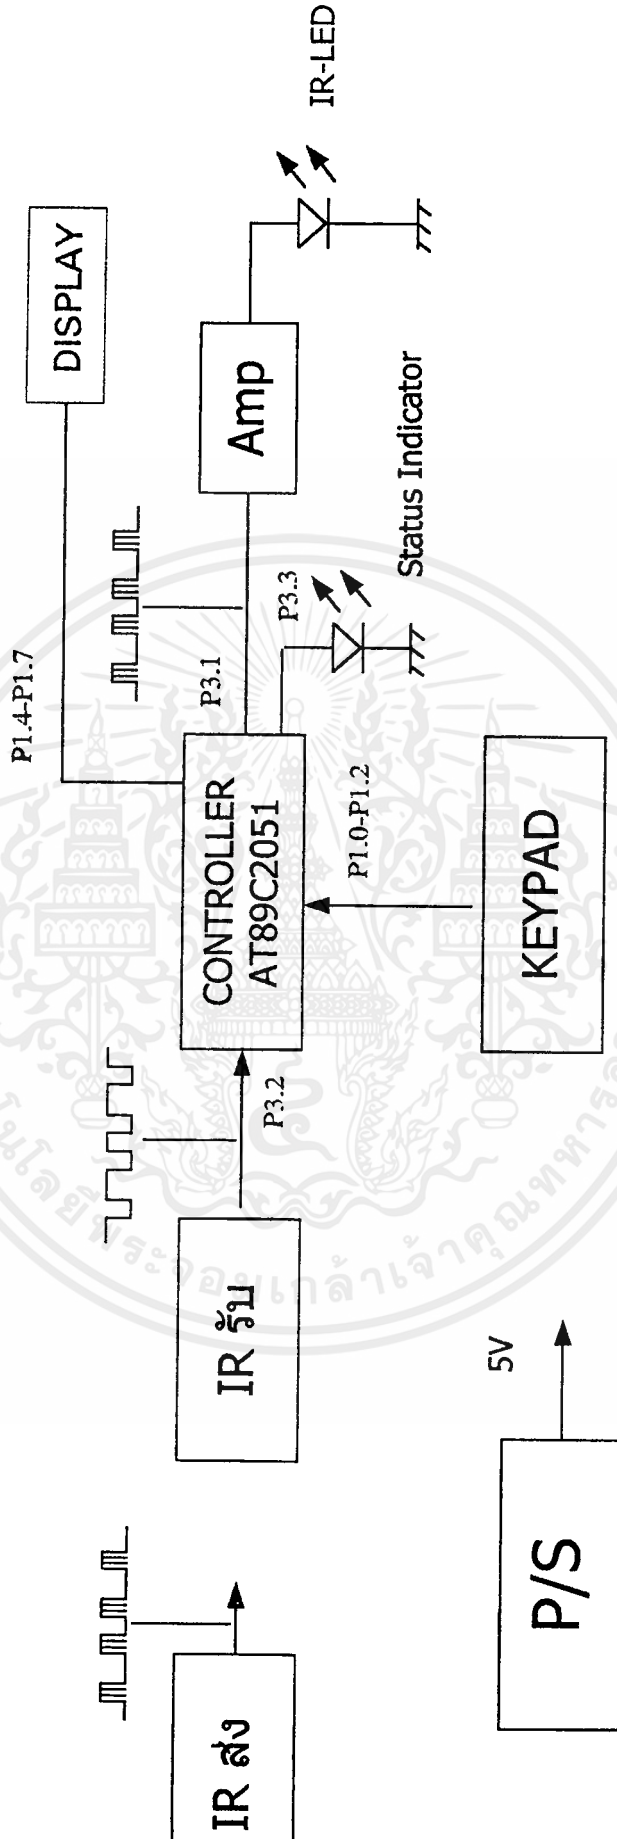 IR ส่ง
IR รับ
P3.2
CONTROLLER
AT89C2051
P1.4-P1.7
DISPLAY
P3.1
Amp
IR-LED
P3.3
Status Indicator
P1.0-P1.2
KEYPAD
P/S
5V